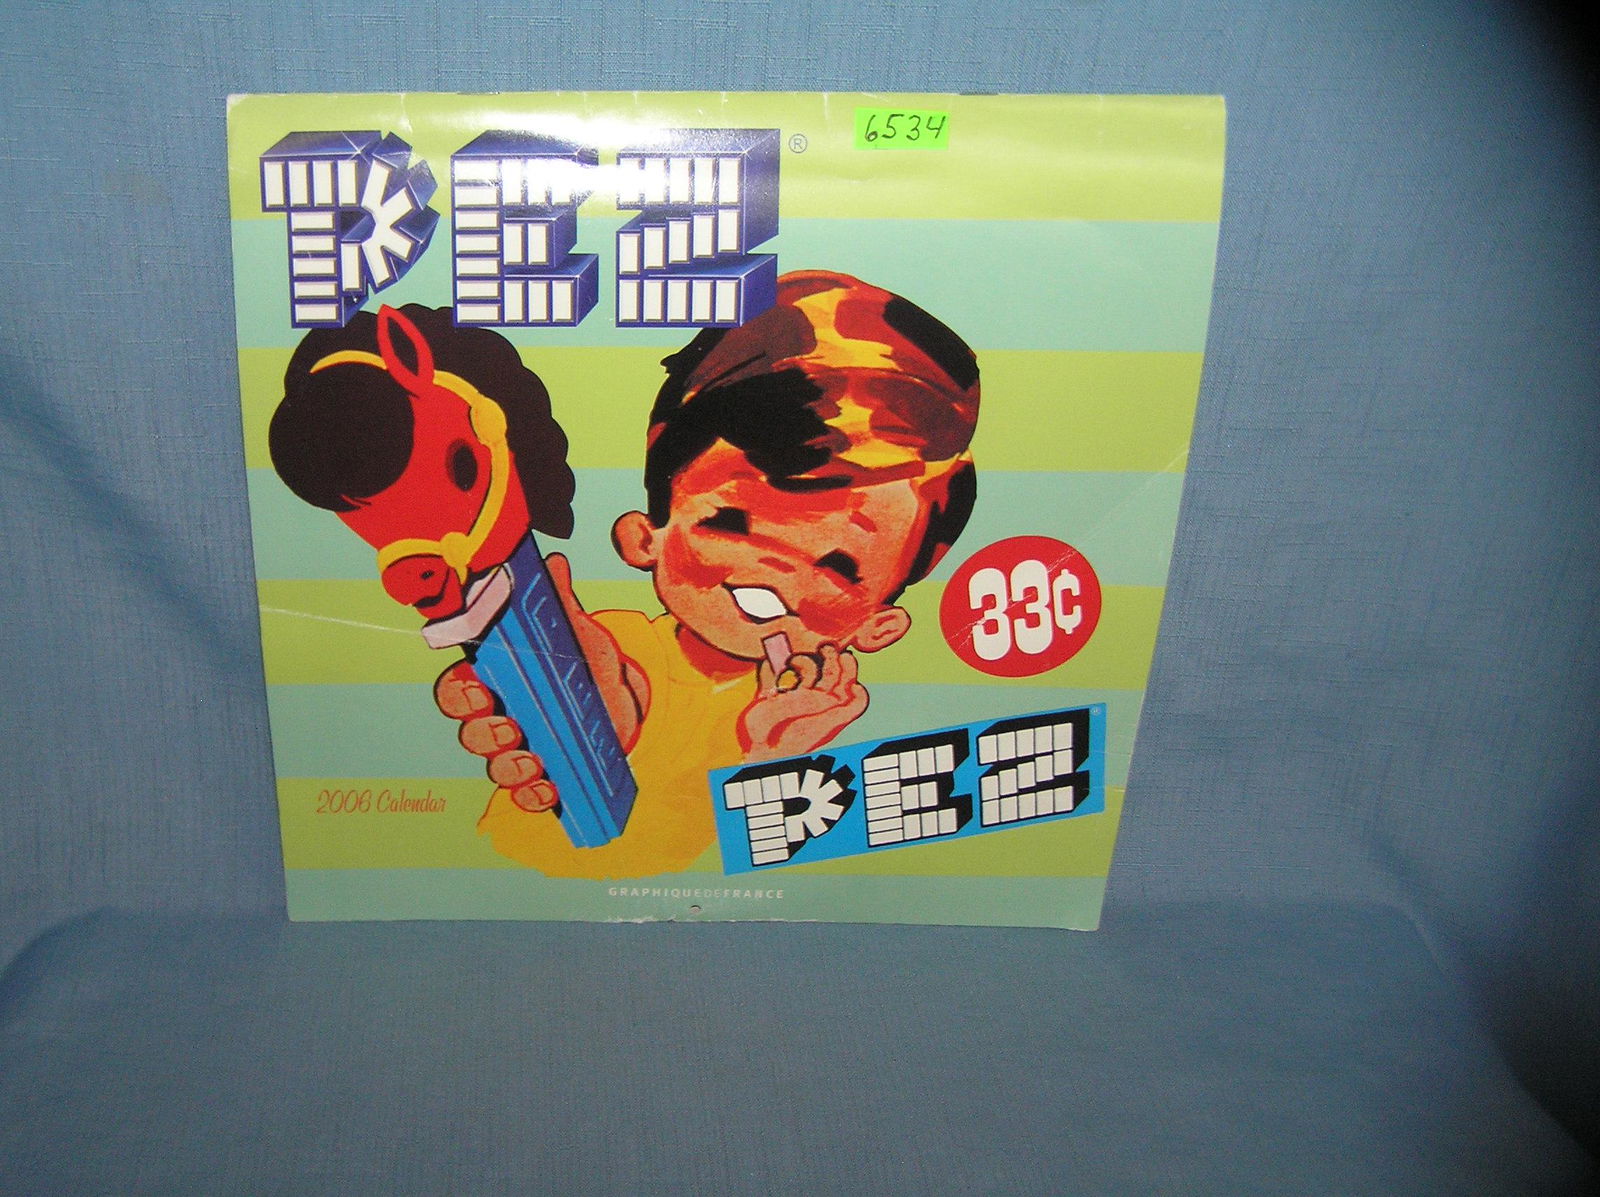 6534
PEZ®
33¢
PEZ®
2006 Calendar
GRAPHIQUEDEFRANCE